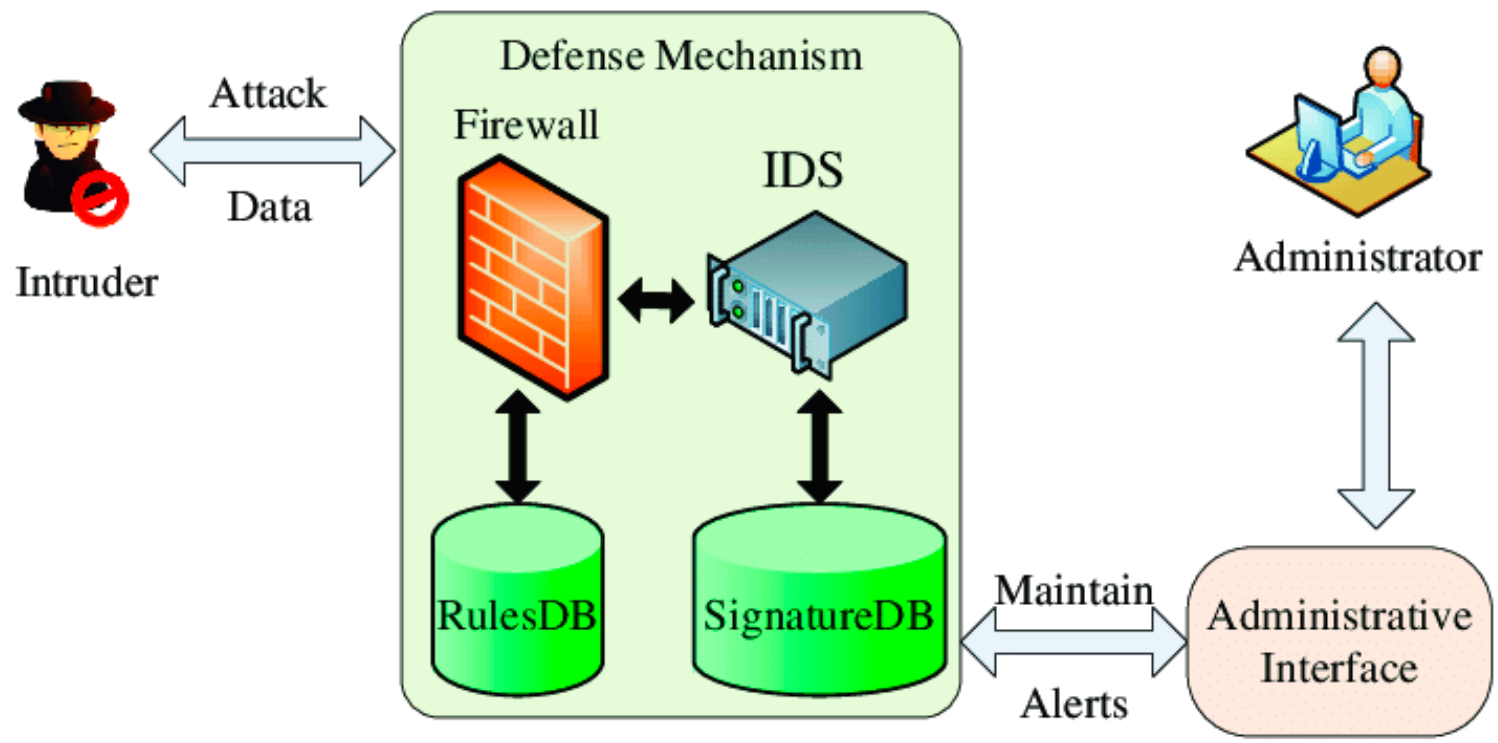 Defense Mechanism
Attack
Data
Intruder
Firewall
IDS
RulesDB
SignatureDB
Administrator
Maintain
Alerts
Administrative
Interface